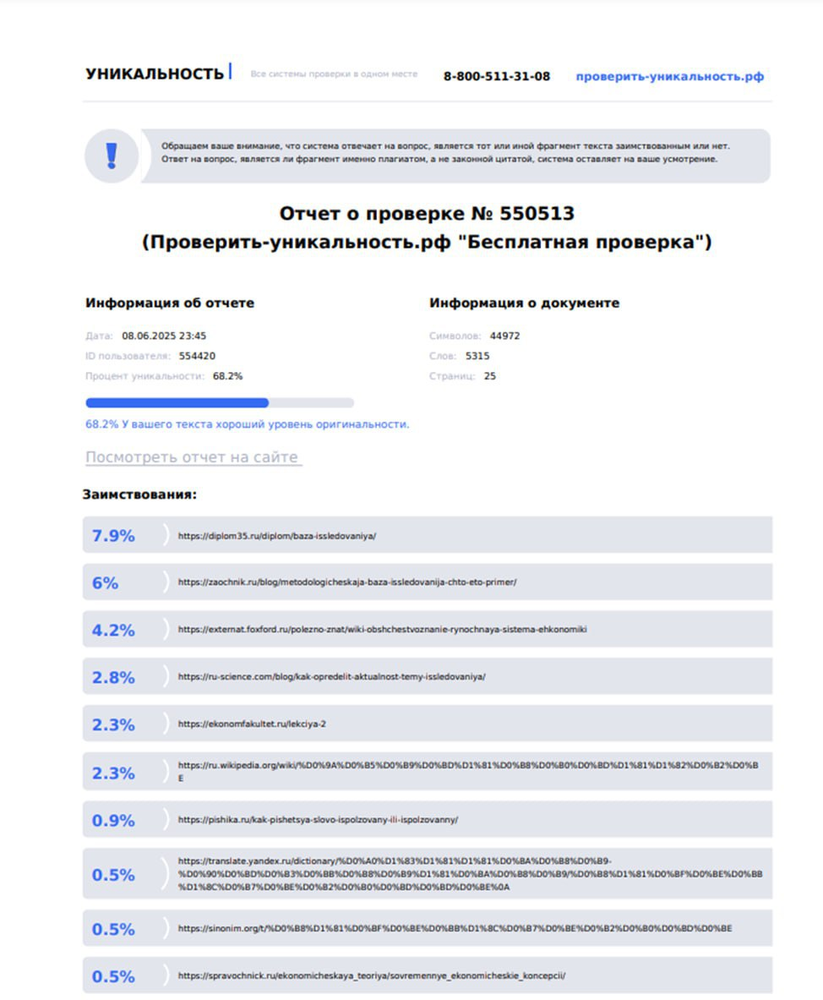 УНИКАЛЬНОСТЬ
Все системы проверки в одном месте
8-800-511-31-08
проверить-уникальность.рф
Обращаем ваше внимание, что система отвечает на вопрос, является тот или иной фрагмент текста заимствованным или нет.
Ответ на вопрос, является ли фрагмент именно плагиатом, а не законной цитатой, система оставляет на ваше усмотрение.
Отчет о проверке № 550513
(Проверить-уникальность.рф "Бесплатная проверка")
Информация об отчете
Дата: 08.06.2025 23:45
ID пользователя: 554420
Процент уникальности: 68.2%
68.2% У вашего текста хороший уровень оригинальности.
Посмотреть отчет на сайте
Информация о документе
Символов: 44972
Слов: 5315
Страниц: 25
Заимствования:
7.9% https://diplom35.ru/diplom/baza-issledovaniya/
6% https://zaochnik.ru/blog/metodologicheskaja-baza-issledovanija-chto-eto-primer/
4.2% https://externat.foxford.ru/polezno-znat/wiki-obshchestvoznanie-rynochnaya-sistema-ehkonomiki
2.8% https://ru-science.com/blog/kak-opredelit-aktualnost-temy-issledovaniya/
2.3% https://ekonomfakultet.ru/lekciya-2
2.3% https://ru.wikipedia.org/wiki/%D0%9A%D0%B5%D0%B9%D0%BD%D1%81%D0%B8%D0%B0%D0%BD%D1%81%D1%82%D0%B2%D0%B
E
0.9% https://pishika.ru/kak-pishetsya-slovo-ispolzovany-ili-ispolzovanny/
0.5% https://translate.yandex.ru/dictionary/%D0%A0%D1%83%D1%81%D1%81%D0%BA%D0%B8%D0%B9-
%D0%90%D0%BD%D0%B3%D0%BB%D0%B8%D0%B9%D1%81%D0%BA%D0%B8%D0%B9/%D0%B8%D1%81%D0%BF%D0%BE%D0%BB
%D1%8C%D0%B7%D0%BE%D0%B2%D0%B0%D0%BD%D0%BD%D0%BE%0A
0.5% https://sinonim.org/t/%D0%B8%D1%81%D0%BF%D0%BE%D0%BB%D1%8C%D0%B7%D0%BE%D0%B2%D0%B0%D0%BD%D0%BD%D0%BE
0.5% https://spravochnick.ru/ekonomicheskaya_teoriya/sovremennye_ekonomicheskie_koncepcii/